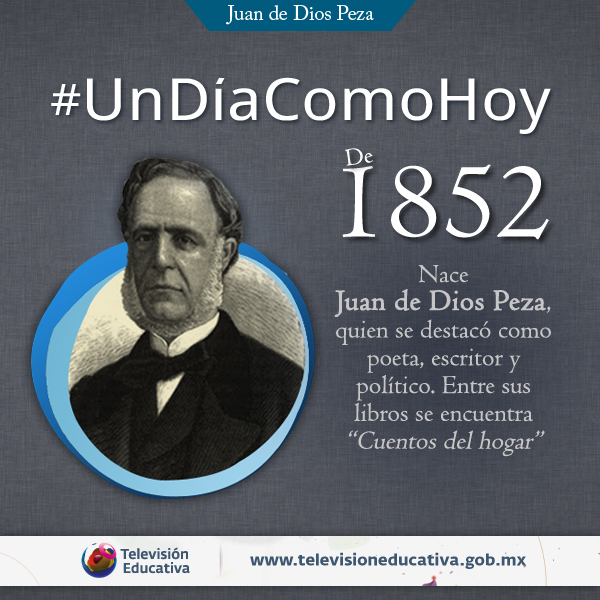 Juan de Dios Peza
#UnDíaComoHoy
De
1852
Nace
Juan de Dios Peza,
quien se destacó como
poeta, escritor y
político. Entre sus
libros se encuentra
“Cuentos del hogar”
Televisión
Educativa
www.televisioneducativa.gob.mx